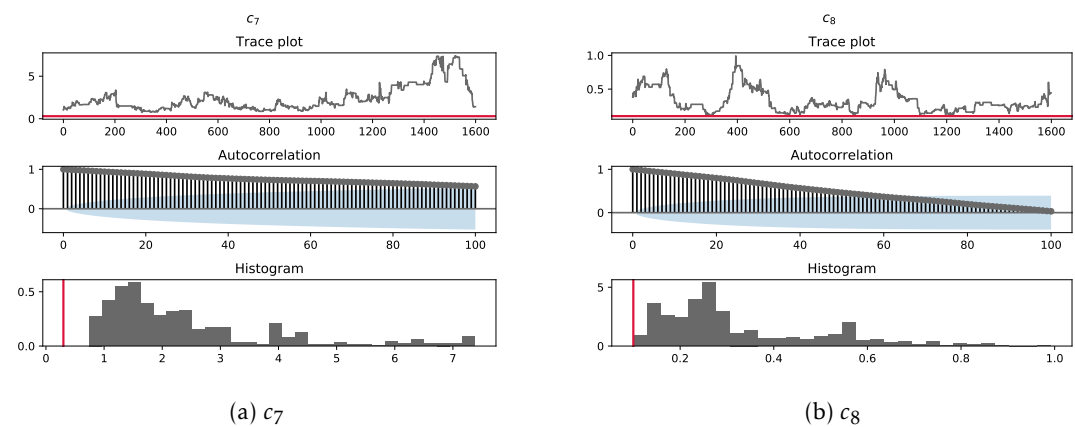 c7
Trace plot
5
0
0 200 400 600 800 1000 1200 1400 1600
Autocorrelation
1
0
0 20 40 60 80 100
Histogram
0.5
0.0
0 1 2 3 4 5 6 7
(a) c7
c8
Trace plot
1.0
0.5
0 200 400 600 800 1000 1200 1400 1600
Autocorrelation
1
0
0 20 40 60 80 100
Histogram
5
0
0.2 0.4 0.6 0.8 1.0
(b) c8